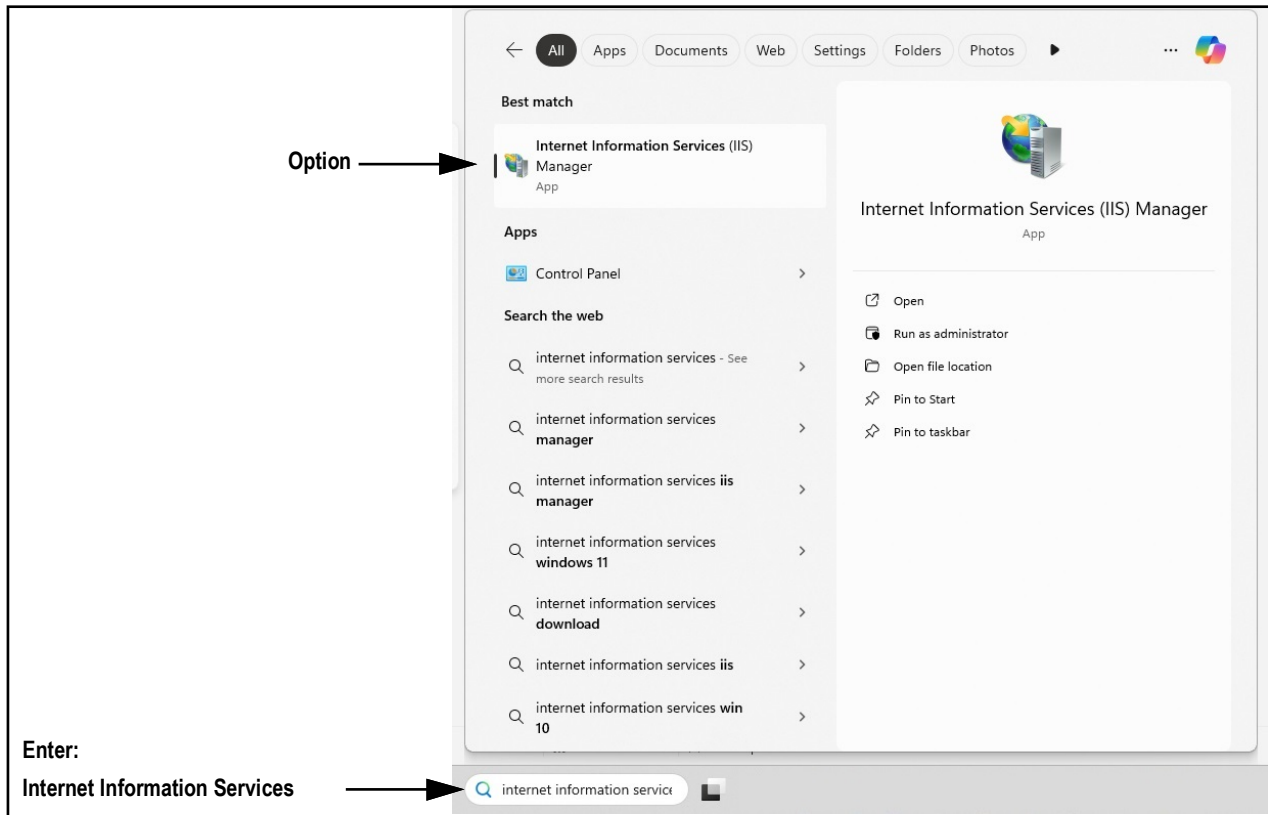 All Apps Documents Web Settings Folders Photos ...
Best match
Option
Internet Information Services (IIS)
Manager
App
Apps
Control Panel
Search the web
internet information services - See
more search results
internet information services
manager
internet information services iis
manager
internet information services
windows 11
internet information services
download
internet information services iis
internet information services win
10
Internet Information Services (IIS) Manager
App
Open
Run as administrator
Open file location
Pin to Start
Pin to taskbar
Enter:
Internet Information Services
internet information service